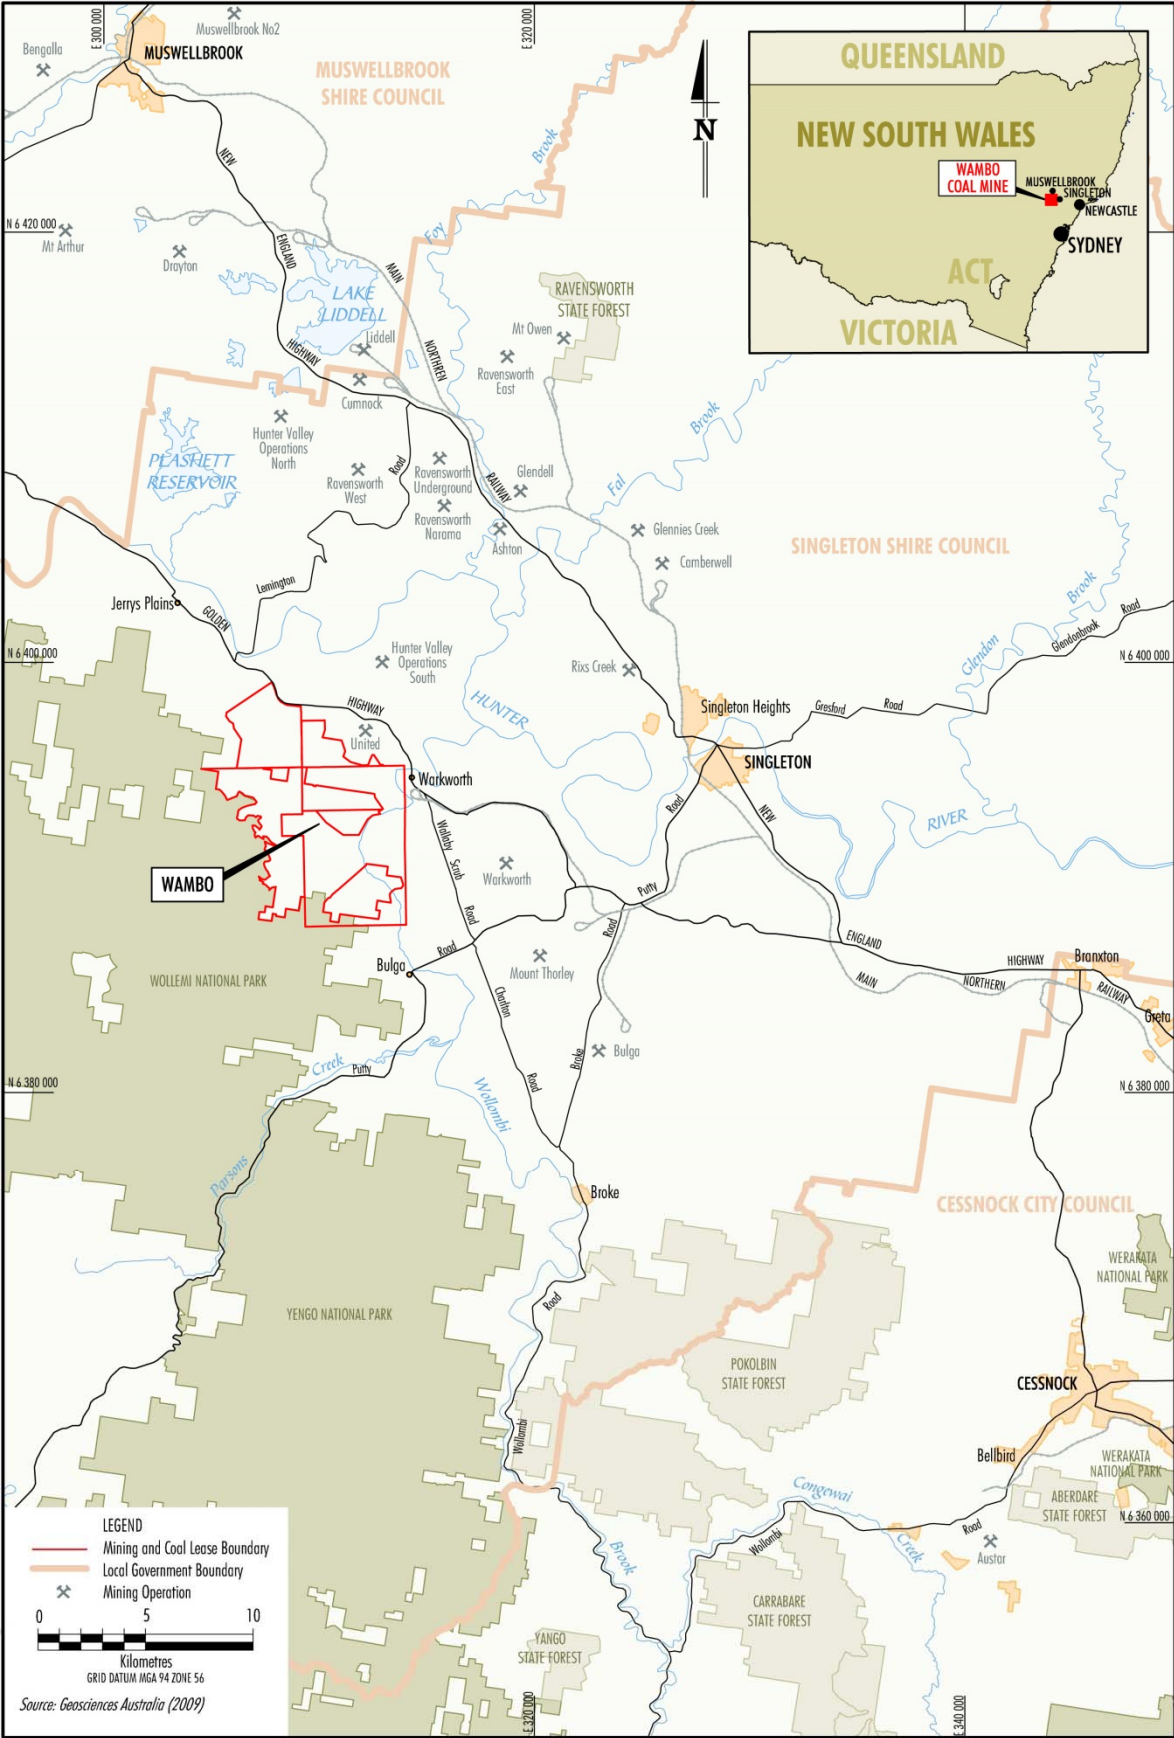 E 300 000
E 320 000
Muswellbrook No2
Bengalla
MUSWELLBROOK
MUSWELLBROOK
SHIRE COUNCIL
N
QUEENSLAND
NEW SOUTH WALES
WAMBO
COAL MINE
MUSWELLBROOK
SINGLETON
NEWCASTLE
SYDNEY
ACT
VICTORIA
NEW
Brook
Foy
N 6 420 000
Mt Arthur
Drayton
ENGLAND
MAIN
LAKE
LIDDELL
RAVENSWORTH
STATE FOREST
Mt Owen
Liddell
HIGHWAY
NORTHREN
Ravensworth
East
Cumnock
Hunter Valley
Operations
North
Brook
PLASHETT
RESERVOIR
Road
Ravensworth
West
Ravensworth
Underground
RAILWAY
Glendell
Fal
Ravensworth
Narama
Ashton
Glennies Creek
Camberwell
SINGLETON SHIRE COUNCIL
Lemington
Jerrys Plains
GOLDEN
Brook
Road
Glendonbrook
Glendon
N 6 400 000
N 6 400 000
Hunter Valley
Operations
South
Rixs Creek
HUNTER
HIGHWAY
United
Singleton Heights
Gresford
Road
SINGLETON
Warkworth
Road
NEW
RIVER
Wallaby
Scrub
Road
Warkworth
WAMBO
Putty
Road
ENGLAND
HIGHWAY
Branxton
Road
Bulga
Mount Thorley
MAIN
NORTHERN
RAILWAY
Greta
WOLLEMI NATIONAL PARK
Charlton
Road
Broke
Bulga
Creek
Putty
N 6 380 000
N 6 380 000
Wollombi
Parsons
Broke
CESSNOCK CITY COUNCIL
WERAKATA
NATIONAL PARK
YENGO NATIONAL PARK
Road
POKOLBIN
STATE FOREST
CESSNOCK
Wollombi
Bellbird
WERAKATA
NATIONAL PARK
ABERDARE
STATE FOREST
Congewai
N 6 360 000
Wollombi
Creek
Road
Austar
Brook
CARRABARE
STATE FOREST
YANGO
STATE FOREST
E 320 000
E 340 000
LEGEND
Mining and Coal Lease Boundary
Local Government Boundary
Mining Operation
0 5 10
Kilometres
GRID DATUM MGA 94 ZONE 56
Source: Geosciences Australia (2009)